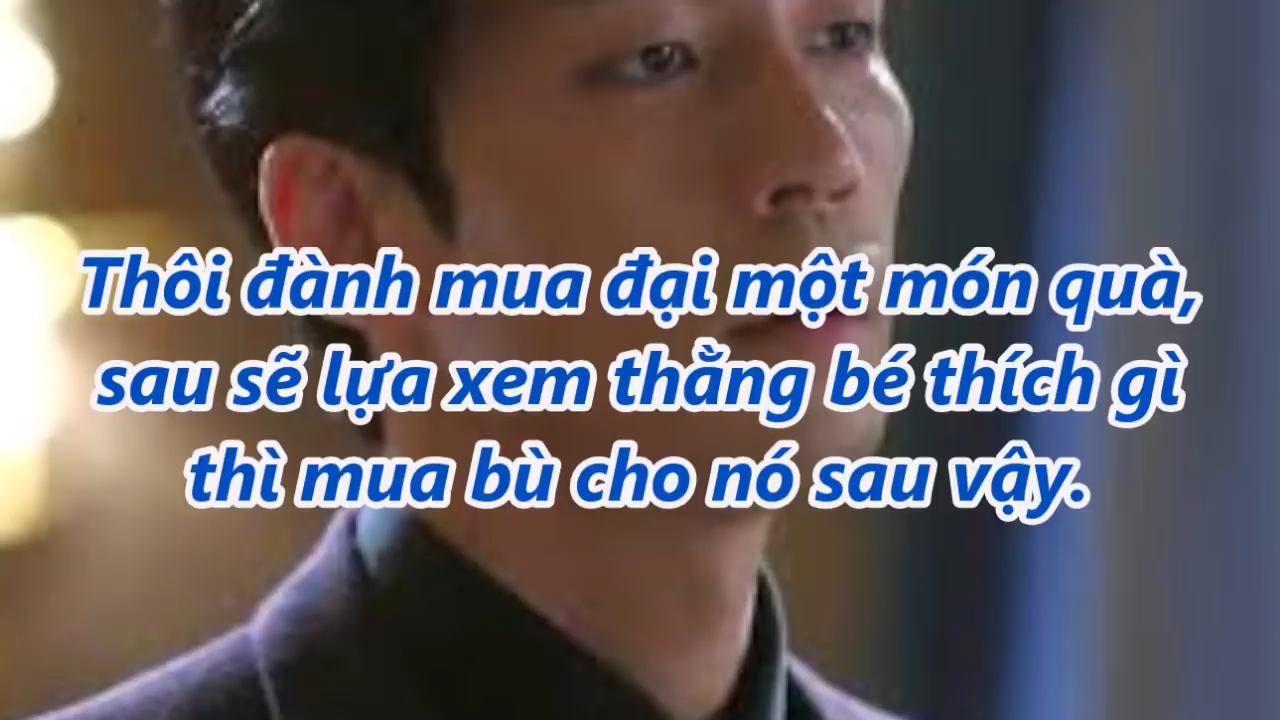 Thôi đành mua đại một món quà,
sau sẽ lựa xem thằng bé thích gì
thì mua bù cho nó sau vậy.